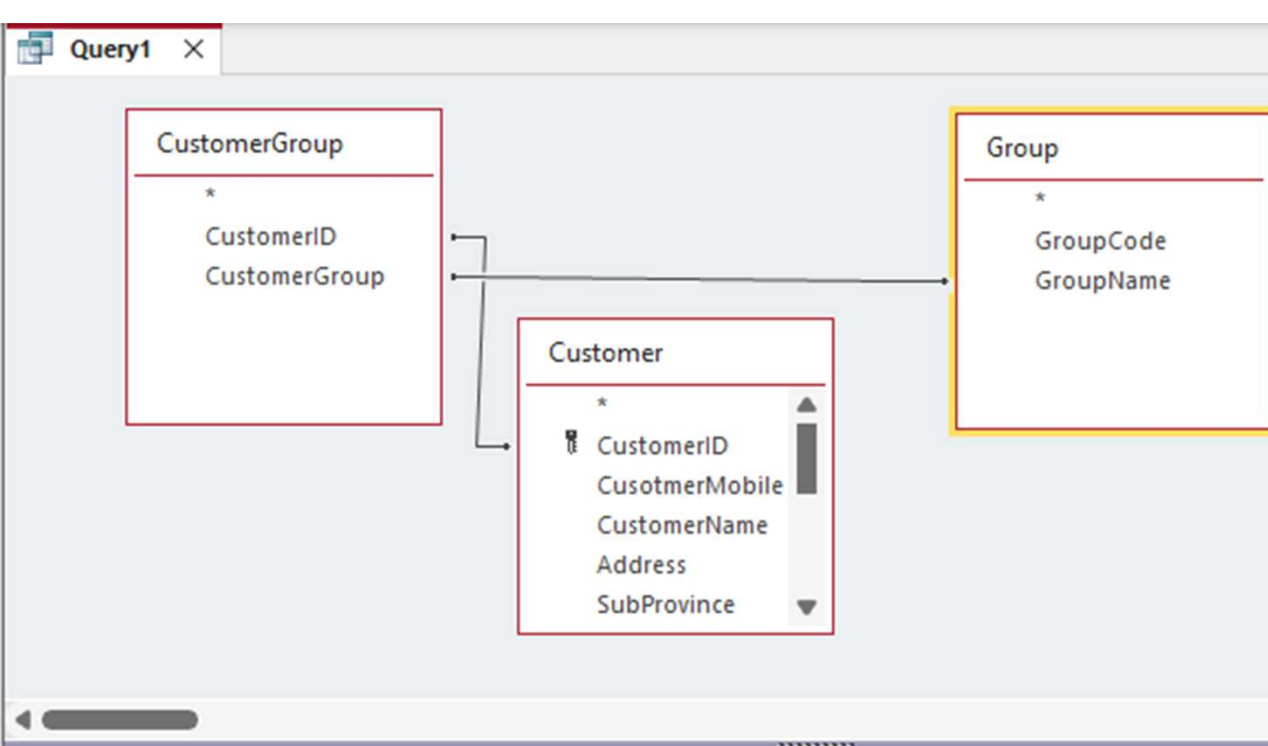 Query1
CustomerGroup
*
CustomerID
CustomerGroup
Group
*
GroupCode
GroupName
Customer
*
CustomerID
CusotmerMobile
CustomerName
Address
SubProvince